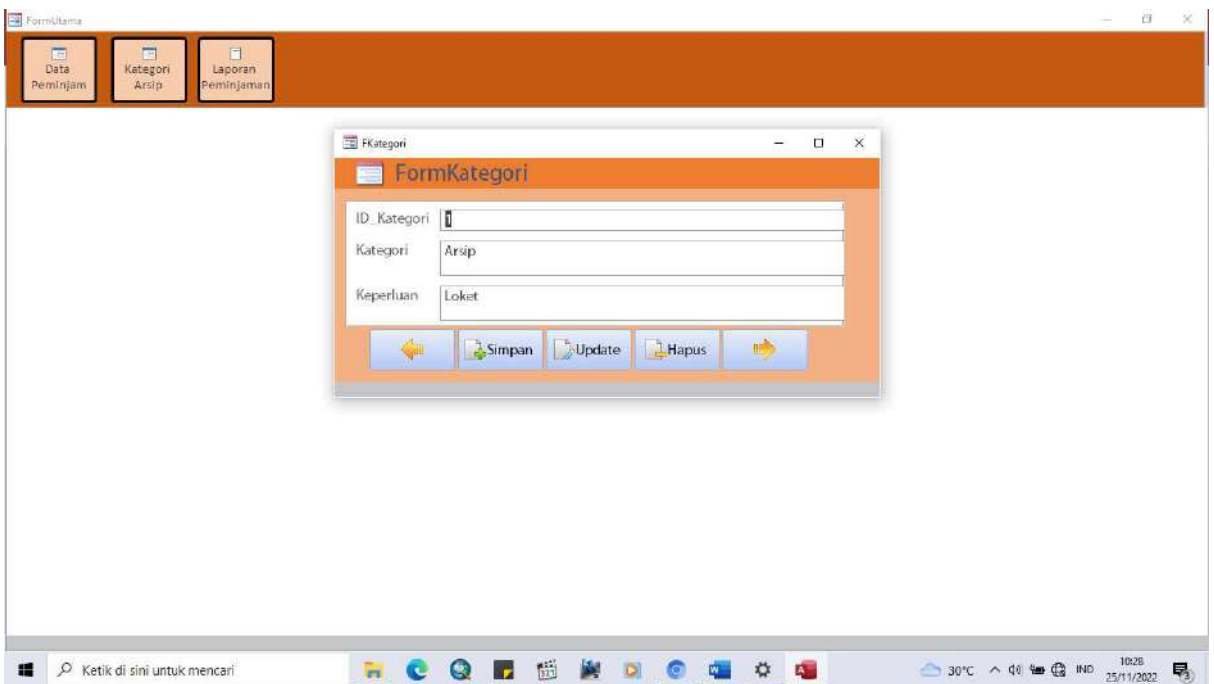 FormUtama
Data
Peminjam
Kategori
Arsip
Laporan
Peminjaman
FKategori
FormKategori
ID_Kategori 1
Kategori Arsip
Keperluan Loket
Simpan Update Hapus
Ketik di sini untuk mencari
30°C IND 10:28
25/11/2022